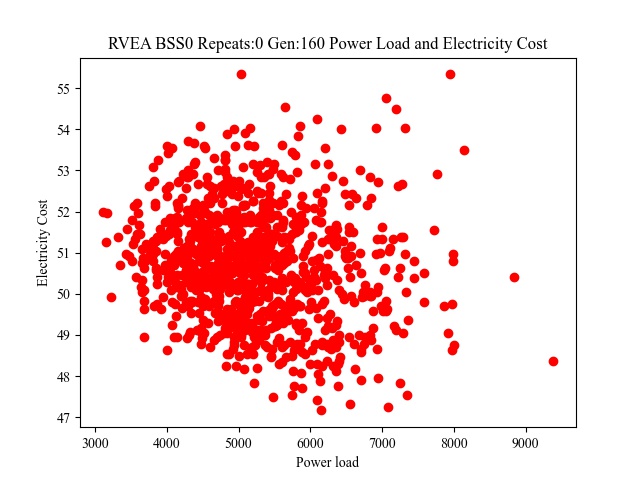 RVEA BSS0 Repeats:0 Gen:160 Power Load and Electricity Cost
55
54
53
52
51
50
49
48
47
Electricity Cost
3000 4000 5000 6000 7000 8000 9000
Power load